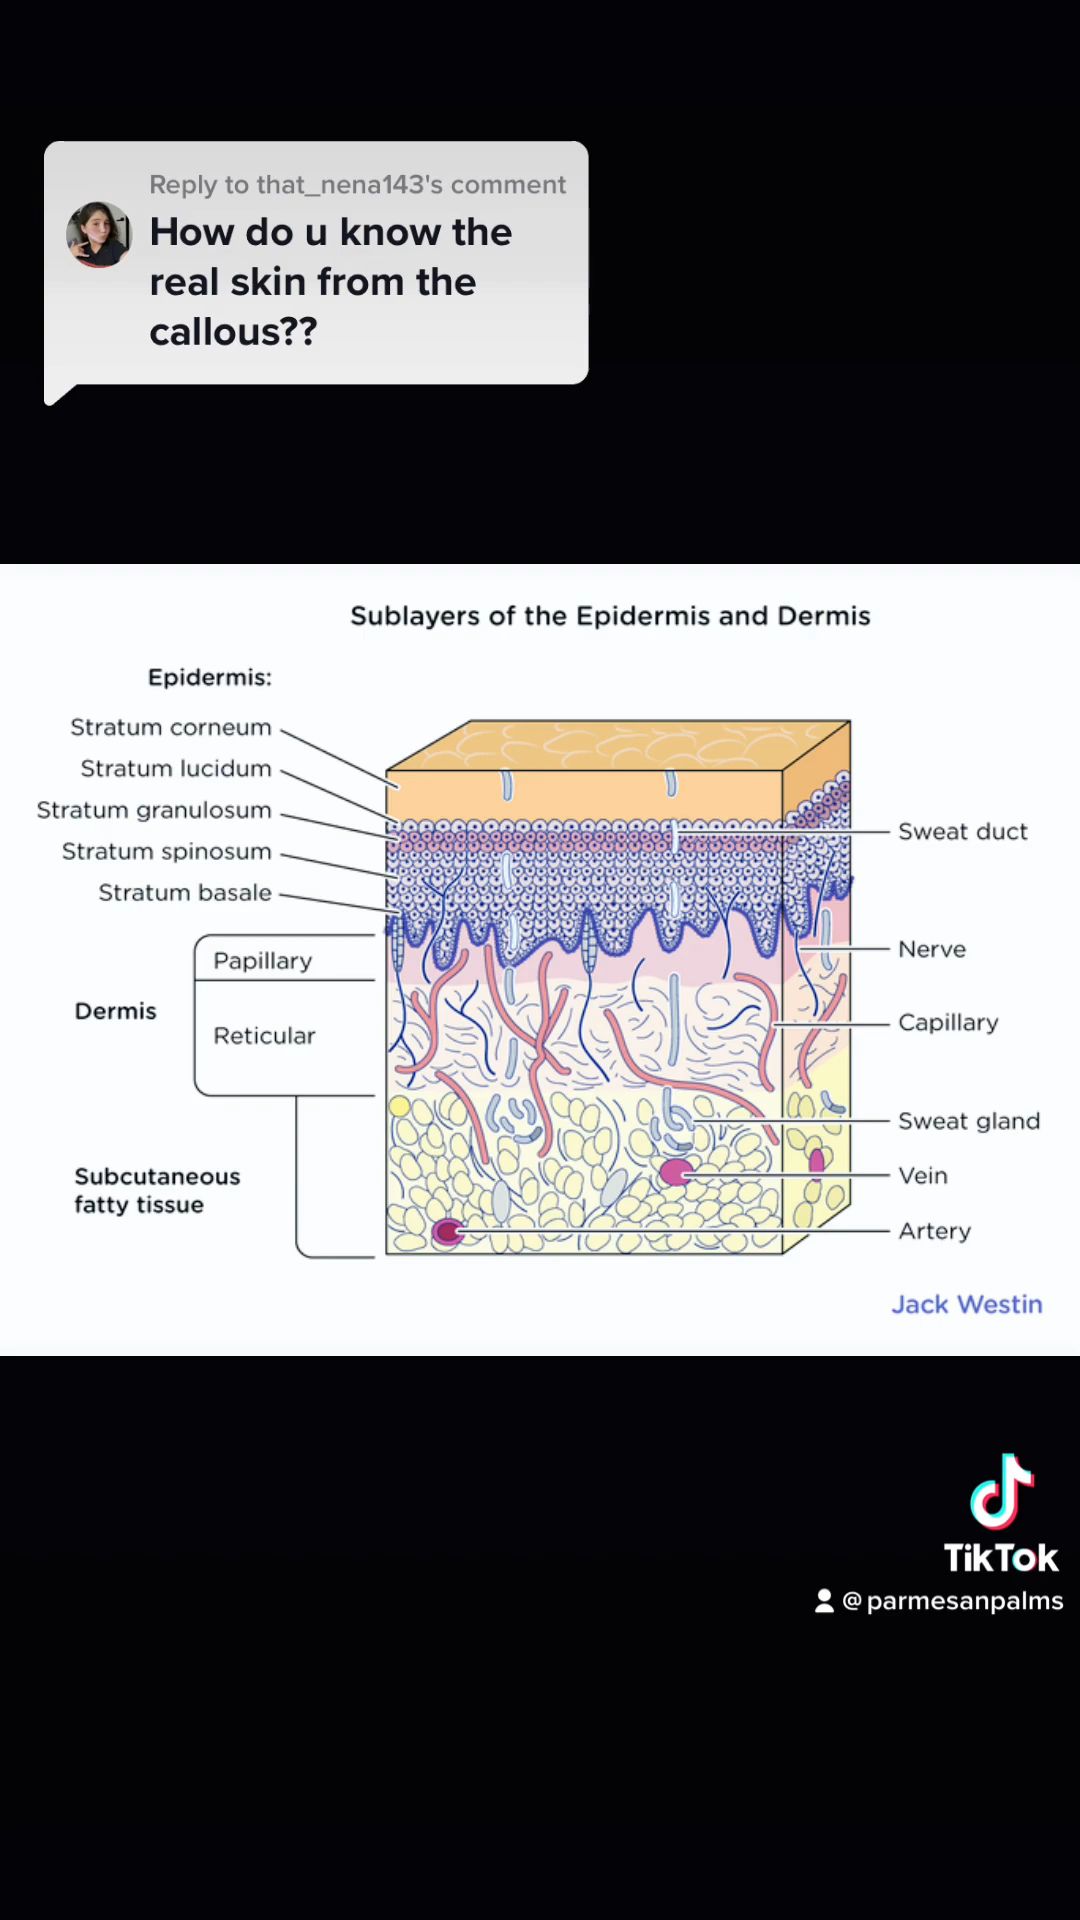 Reply to that_nena143's comment
How do u know the
real skin from the
callous??
Sublayers of the Epidermis and Dermis
Epidermis:
Stratum corneum
Stratum lucidum
Stratum granulosum
Stratum spinosum
Stratum basale
Dermis
Papillary
Reticular
Subcutaneous
fatty tissue
Sweat duct
Nerve
Capillary
Sweat gland
Vein
Artery
Jack Westin
TikTok
@parmesanpalms